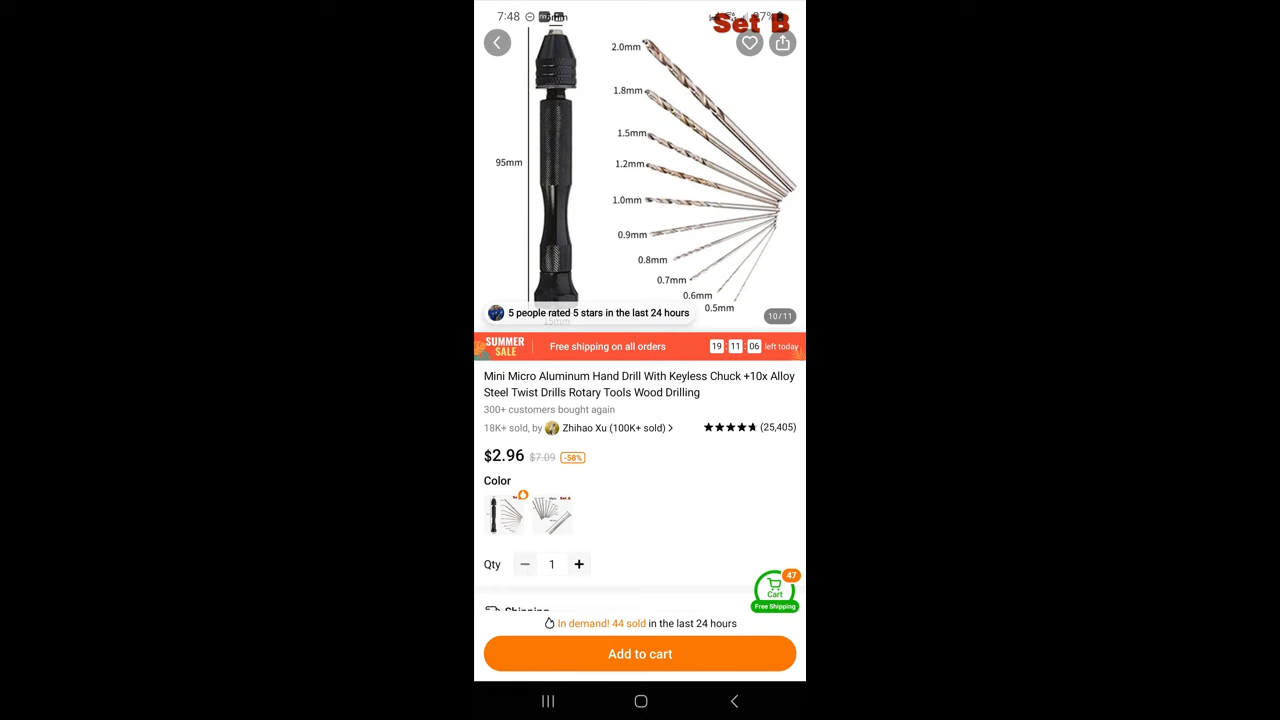 7:48
Set B
2.0mm
1.8mm
1.5mm
95mm
1.2mm
1.0mm
0.9mm
0.8mm
0.7mm
0.6mm
0.5mm
5 people rated 5 stars in the last 24 hours
10/11
SUMMER
SALE
Free shipping on all orders
19:11:06 left today
Mini Micro Aluminum Hand Drill With Keyless Chuck +10x Alloy
Steel Twist Drills Rotary Tools Wood Drilling
300+ customers bought again
18K+ sold, by Zhihao Xu (100K+ sold)
(25,405)
$2.96 $7.09 -58%
Color
Set A
Qty
1
47
Cart
Free Shipping
Shipping
In demand! 44 sold in the last 24 hours
Add to cart